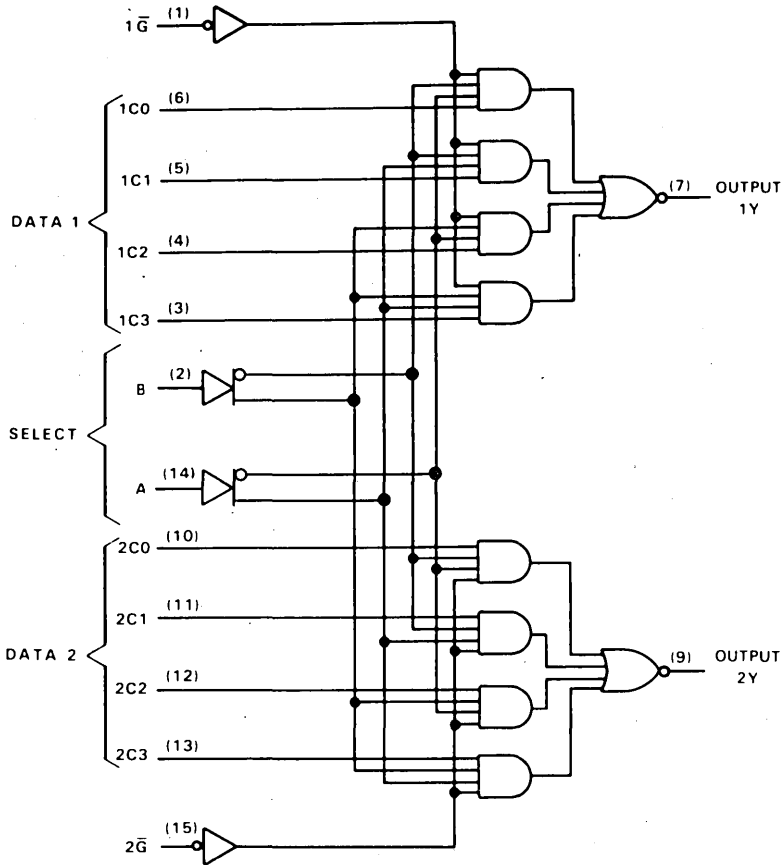 1G̅ (1)
1C0 (6)
1C1 (5)
DATA 1
1C2 (4)
1C3 (3)
(7) OUTPUT
1Y
B (2)
SELECT
A (14)
2C0 (10)
2C1 (11)
DATA 2
2C2 (12)
2C3 (13)
(9) OUTPUT
2Y
2G̅ (15)